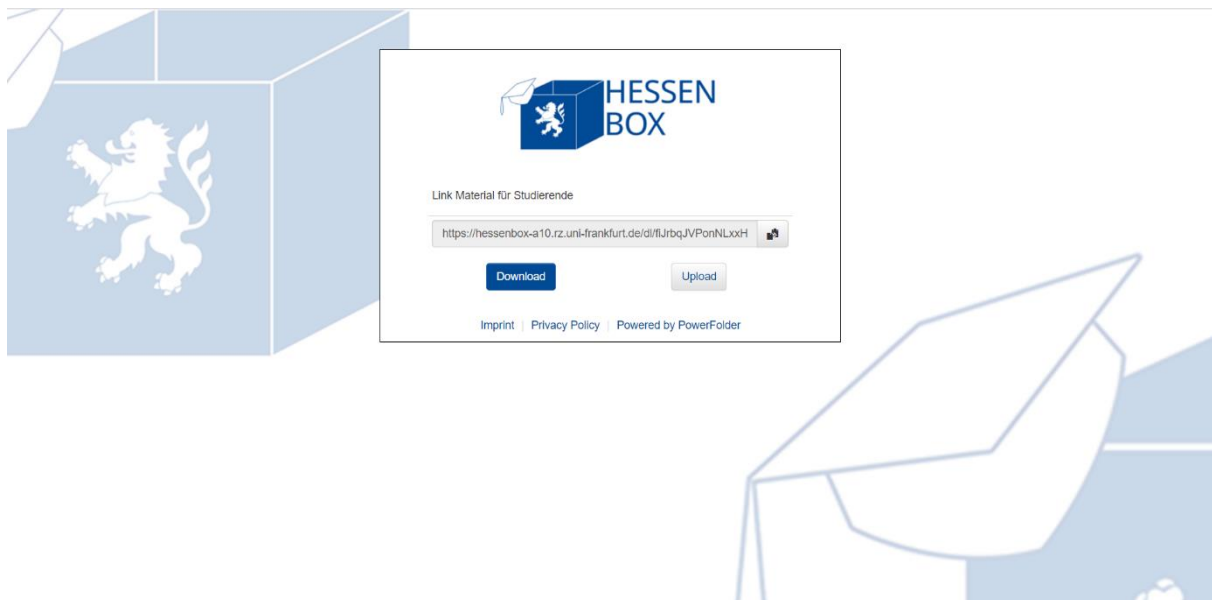 HESSEN
BOX
Link Material für Studierende
https://hessenbox-a10.rz.uni-frankfurt.de/dl/fiJrbqJVPonNLxxH
Download Upload
Imprint | Privacy Policy | Powered by PowerFolder